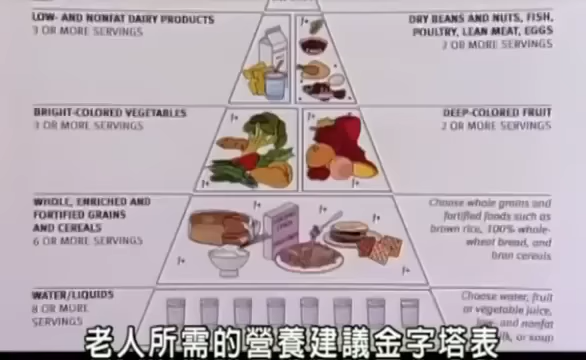 LOW- AND NONFAT DAIRY PRODUCTS
3 OR MORE SERVINGS
DRY BEANS AND NUTS, FISH,
POULTRY, LEAN MEAT, EGGS
2 OR MORE SERVINGS
BRIGHT-COLORED VEGETABLES
3 OR MORE SERVINGS
DEEP-COLORED FRUIT
2 OR MORE SERVINGS
WHOLE, ENRICHED AND
FORTIFIED GRAINS
AND CEREALS
6 OR MORE SERVINGS
Choose whole grains and
fortified foods such as
brown rice, 100% whole-
wheat bread, and
bran cereals
WATER/LIQUIDS
8 OR MORE
SERVINGS
Choose water, fruit
or vegetable juice,
low- and nonfat
milk, or soup
老人所需的營養建議金字塔表